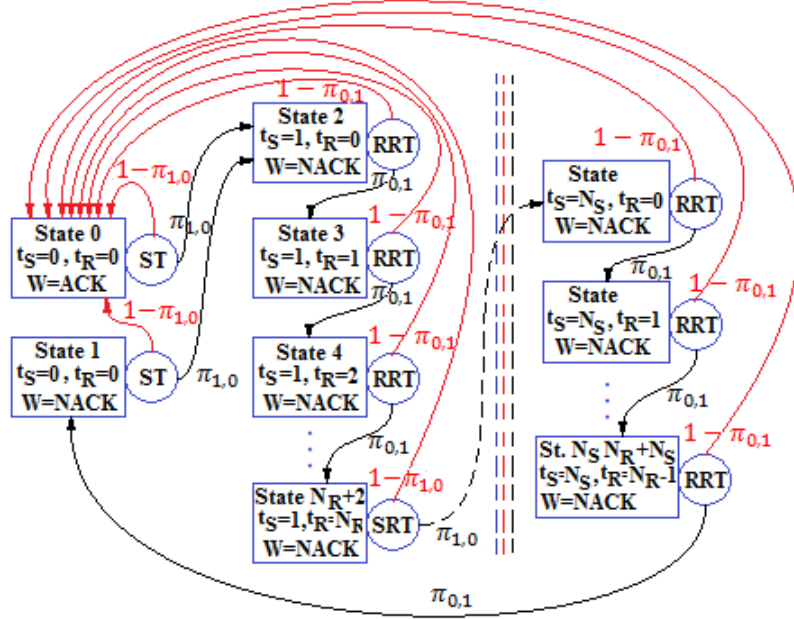 1 − π0,1
State 2
tS=1, tR=0
W=NACK
RRT
π0,1
1 − π0,1
State
tS=NS, tR=0
W=NACK
RRT
π0,1
1−π1,0
π1,0
State 0
tS=0 , tR=0
W=ACK
ST
1 − π0,1
State 3
tS=1, tR=1
W=NACK
RRT
π0,1
1 − π0,1
State
tS=NS, tR=1
W=NACK
RRT
π0,1
1−π1,0
State 1
tS=0 , tR=0
W=NACK
ST
π1,0
1 − π0,1
State 4
tS=1, tR=2
W=NACK
RRT
π0,1
1 − π0,1
St. NS NR+NS
tS=NS,tR=NR-1
W=NACK
RRT
1−π1,0
State NR+2
tS=1,tR=NR
W=NACK
SRT
π1,0
π0,1